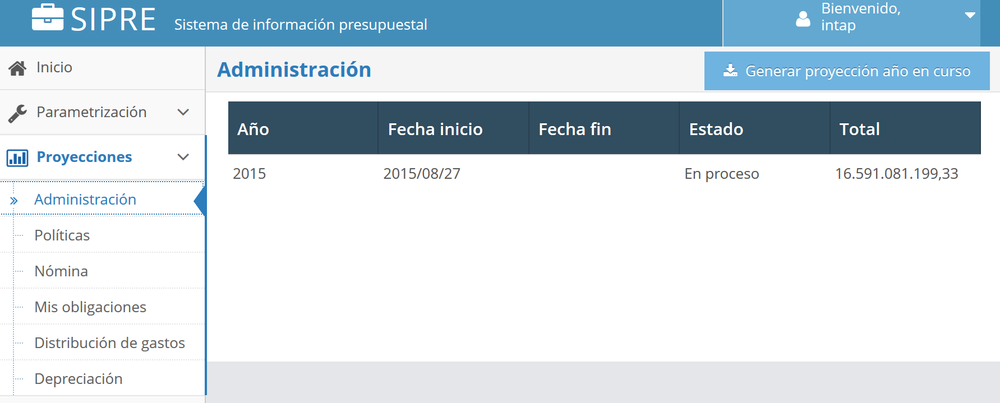 SIPRE Sistema de información presupuestal
Bienvenido,
intap
Inicio
Parametrización
Proyecciones
Administración
Políticas
Nómina
Mis obligaciones
Distribución de gastos
Depreciación
Administración
Generar proyección año en curso
Año Fecha inicio Fecha fin Estado Total
2015 2015/08/27 En proceso 16.591.081.199,33